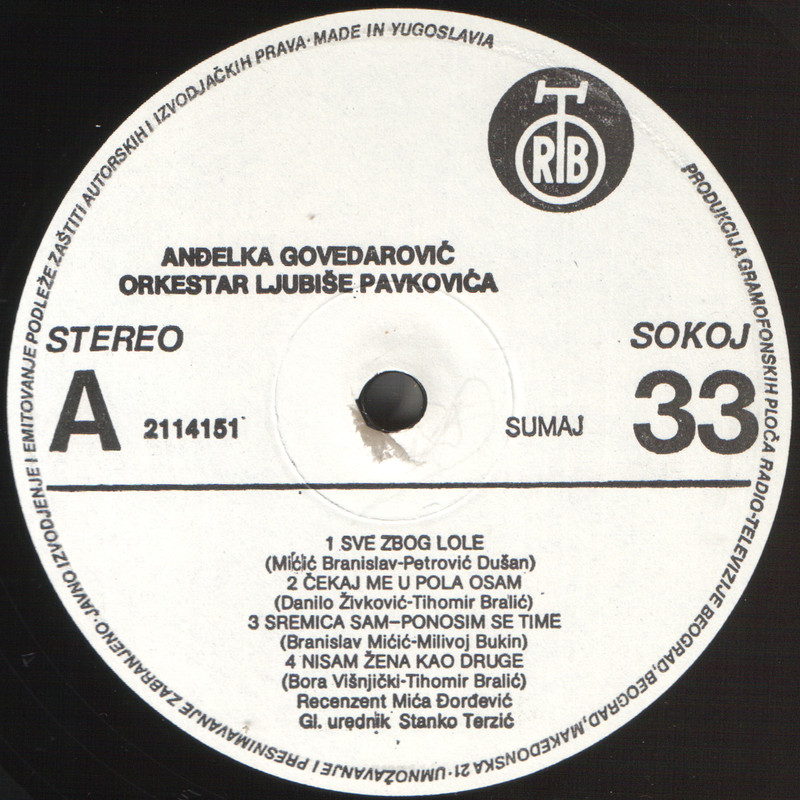 PRODUKCIJA GRAMOFONSKIH PLOČA RADIO-TELEVIZIJE BEOGRAD, BEOGRAD, MAKEDONSKA 21 · UMNOŽAVANJE I PRESNIMAVANJE ZABRANJENO · JAVNO IZVODJENJE I EMITOVANJE PODLEŽE ZAŠTITI AUTORSKIH I IZVODJAČKIH PRAVA · MADE IN YUGOSLAVIA
RTB
ANĐELKA GOVEDAROVIĆ
ORKESTAR LJUBIŠE PAVKOVIĆA
STEREO
SOKOJ
A
2114151
SUMAJ
33
1 SVE ZBOG LOLE
(Mićić Branislav-Petrović Dušan)
2 ČEKAJ ME U POLA OSAM
(Danilo Živković-Tihomir Bralić)
3 SREMICA SAM-PONOSIM SE TIME
(Branislav Mićić-Milivoj Bukin)
4 NISAM ŽENA KAO DRUGE
(Bora Višnjički-Tihomir Bralić)
Recenzent Mića Đorđević
Gl. urednik Stanko Terzić